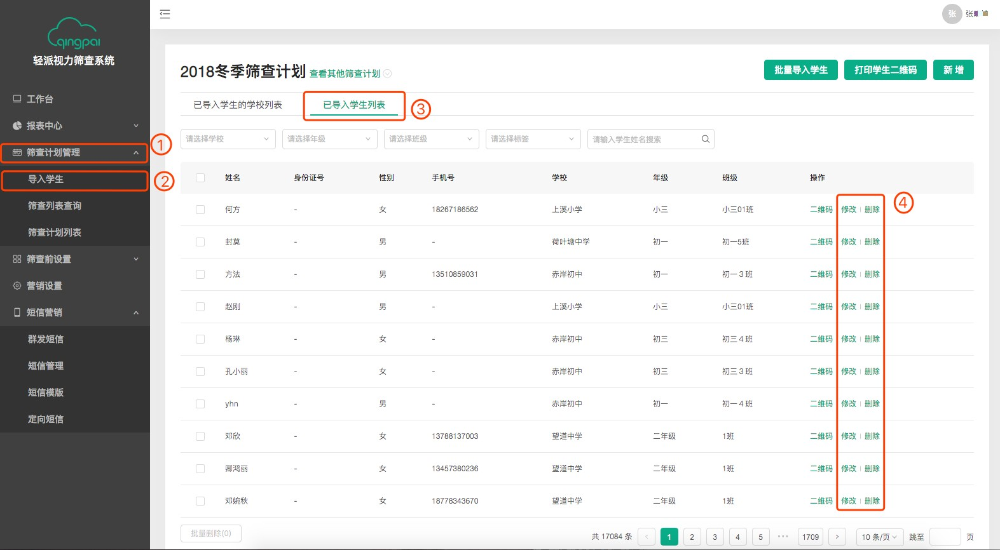 qingpai
轻派视力筛查系统
张
张
工作台
报表中心
筛查计划管理
1
导入学生
2
筛查列表查询
筛查计划列表
筛查前设置
营销设置
短信营销
群发短信
短信管理
短信模版
定向短信
2018冬季筛查计划 查看其他筛查计划
批量导入学生 打印学生二维码 新 增
已导入学生的学校列表 已导入学生列表 3
请选择学校 请选择年级 请选择班级 请选择标签 请输入学生姓名搜索
姓名 身份证号 性别 手机号 学校 年级 班级 操作
4
何方 - 女 18267186562 上溪小学 小三 小三01班 二维码 修改 删除
封莫 - 男 - 荷叶塘中学 初一 初一5班 二维码 修改 删除
方法 - 男 13510859031 赤岸初中 初一 初一 3 班 二维码 修改 删除
赵刚 - 男 - 上溪小学 小三 小三01班 二维码 修改 删除
杨琳 - 女 - 赤岸初中 初三 初三 4 班 二维码 修改 删除
孔小丽 - 女 - 赤岸初中 初三 初三 3 班 二维码 修改 删除
yhn - 男 - 赤岸初中 初一 初一 4 班 二维码 修改 删除
邓欣 - 女 13788137003 望道中学 二年级 1班 二维码 修改 删除
卿鸿丽 - 女 13457380236 望道中学 二年级 1班 二维码 修改 删除
邓婉秋 - 女 18778343670 望道中学 二年级 1班 二维码 修改 删除
批量删除(0)
共 17084 条 < 1 2 3 4 5 ••• 1709 > 10 条/页 跳至 页